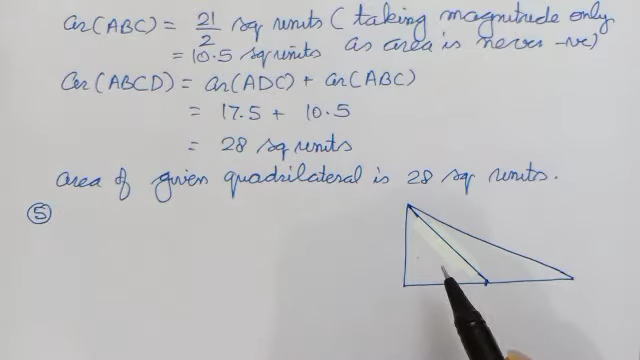 ar(ABC) = 21/2 sq units (taking magnitude only
= 10.5 sq units as area is never -ve)
ar(ABCD) = ar(ADC) + ar(ABC)
= 17.5 + 10.5
= 28 sq units
area of given quadrilateral is 28 sq units.
5